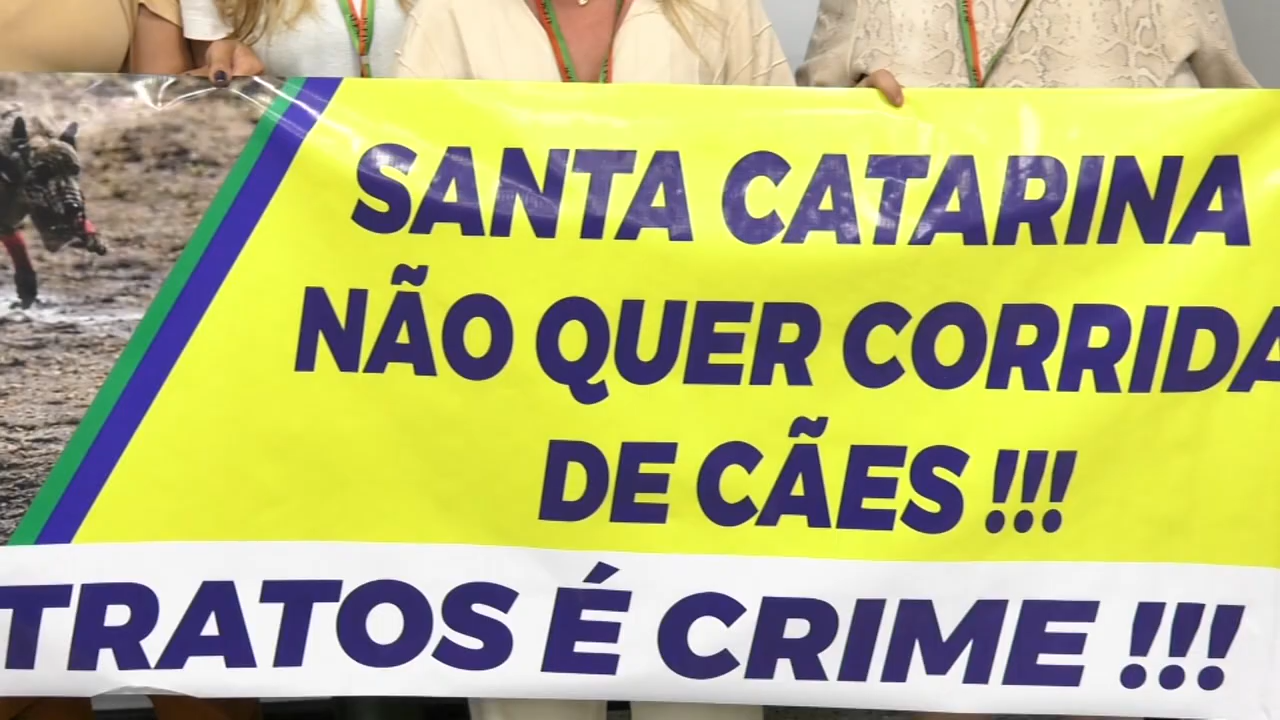 SANTA CATARINA
NÃO QUER CORRIDA
DE CÃES !!!
TRATOS É CRIME !!!